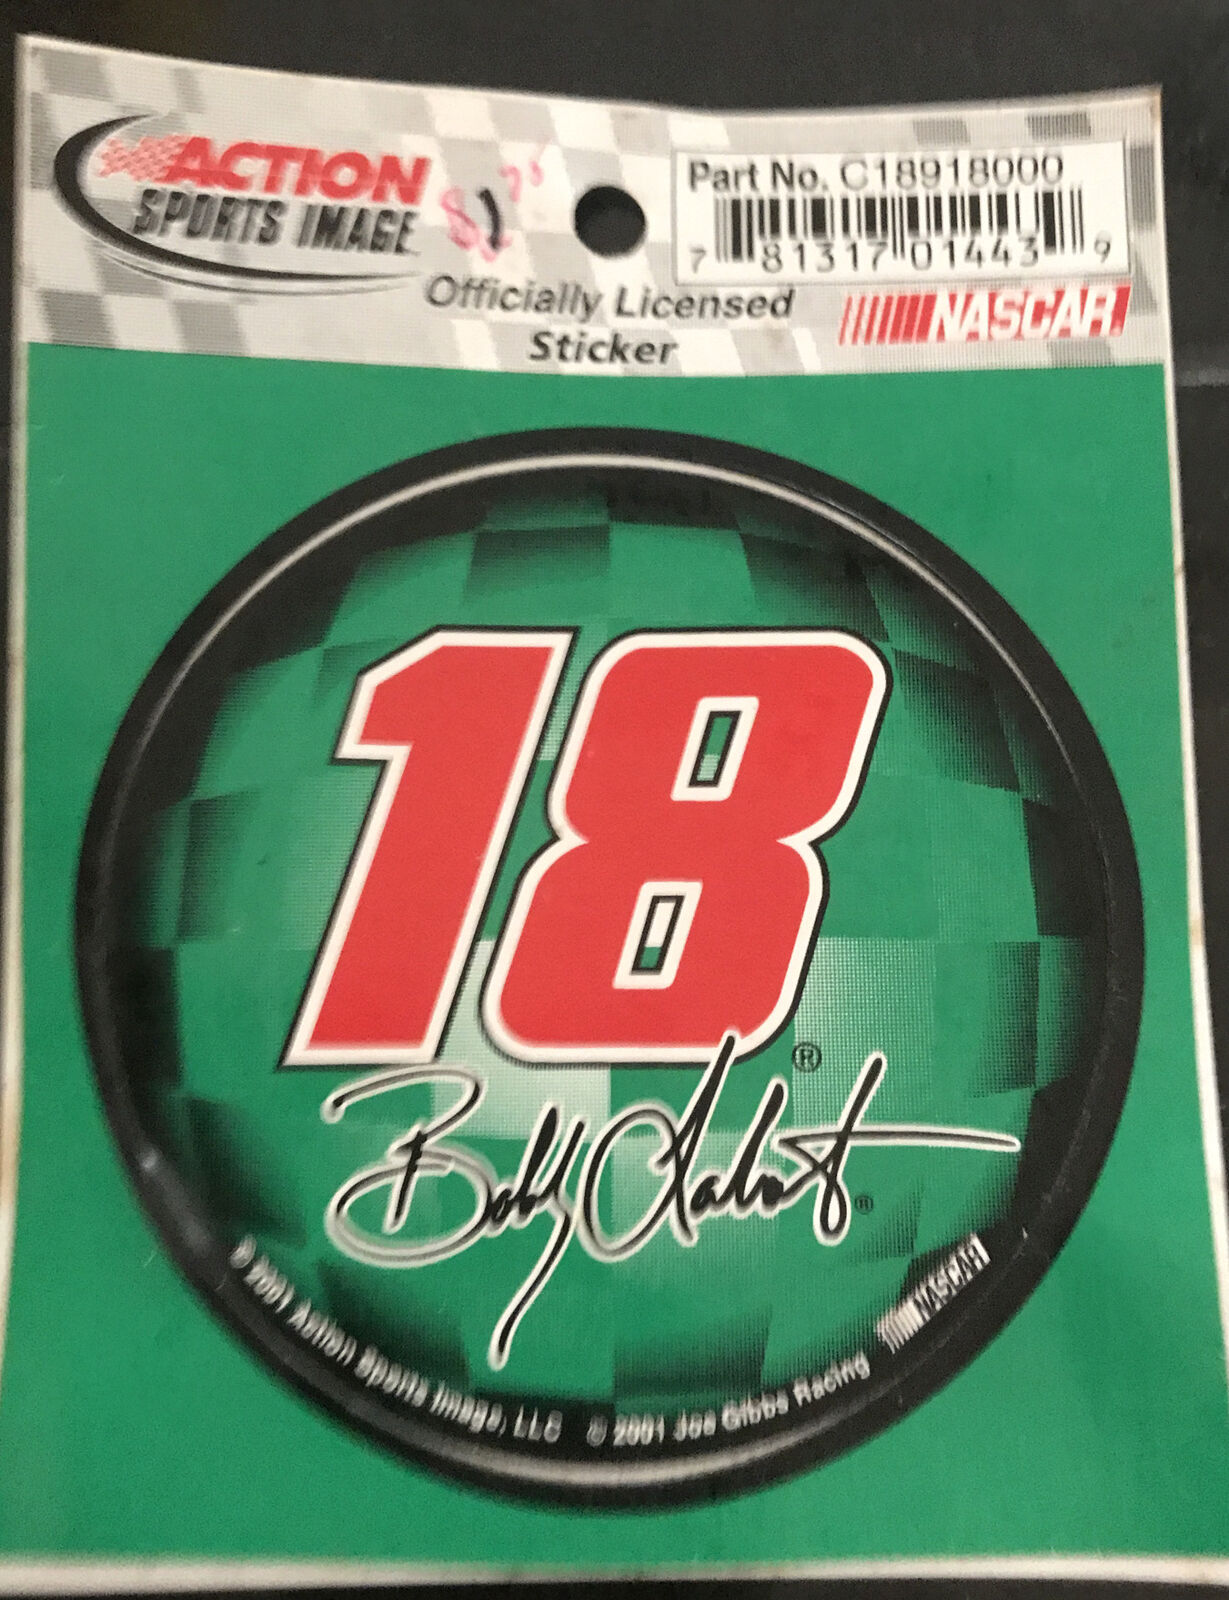 ACTION
SPORTS IMAGE
Officially Licensed
Sticker
Part No. C18918000
7 81317 01443 9
NASCAR
18
®
Bobby Labonte
®
NASCAR
© 2001 Action Sports Image, LLC © 2001 Joe Gibbs Racing